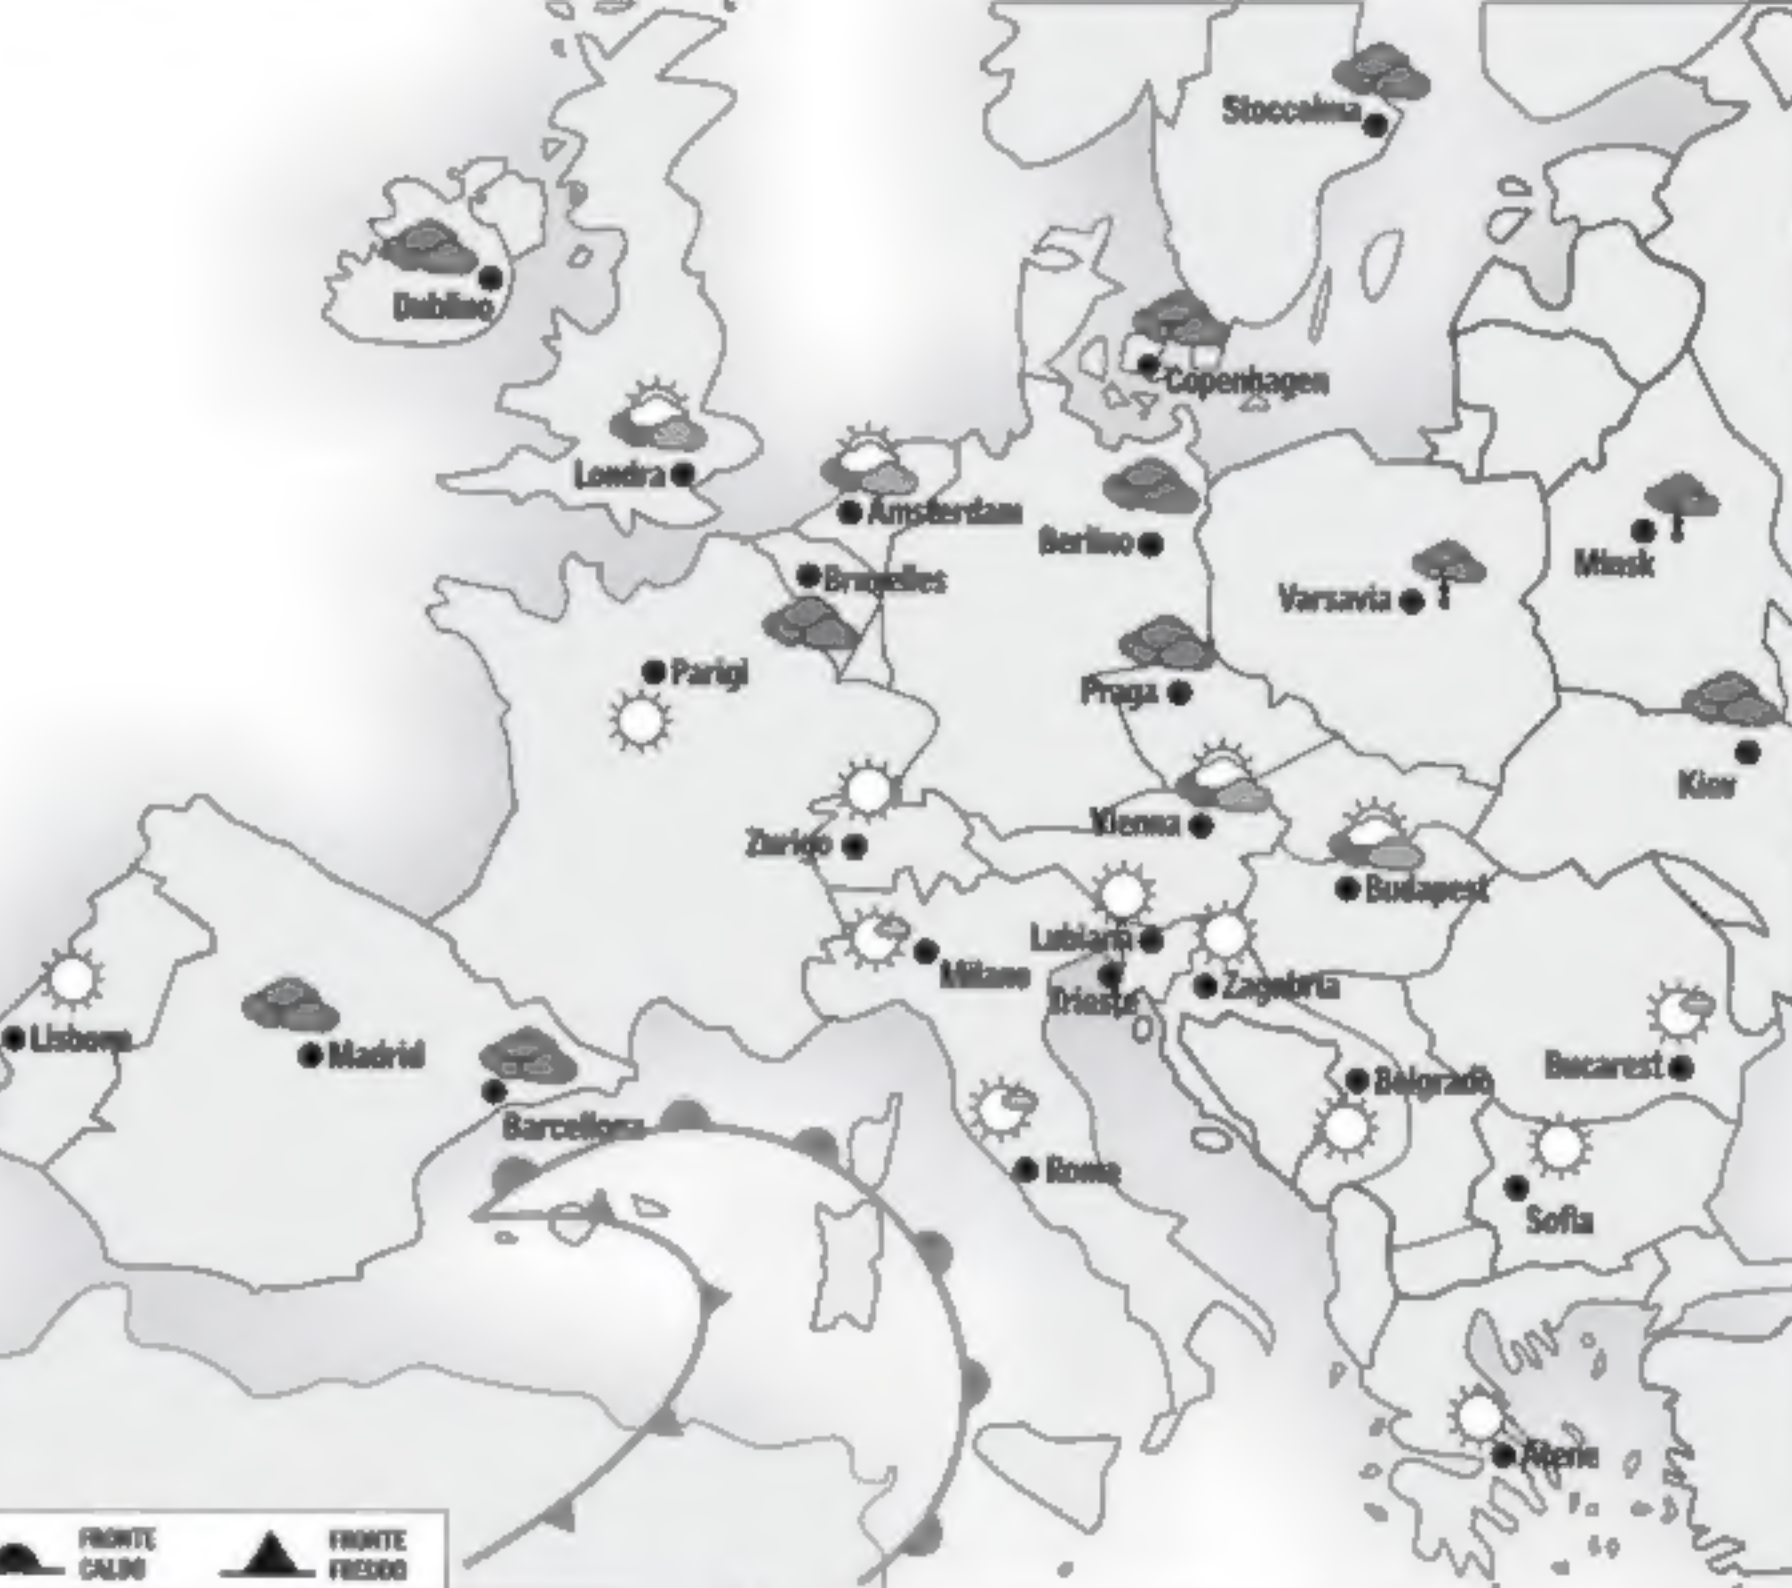 Stoccolma
Dublino
Copenhagen
Londra
Amsterdam
Berlino
Bruxelles
Minsk
Varsavia
Parigi
Praga
Kiev
Vienna
Zurigo
Budapest
Lubiana
Milano
Trieste
Zagabria
Lisbona
Madrid
Belgrado
Bucarest
Barcellona
Roma
Sofia
Atene
FRONTE
CALDO
FRONTE
FREDDO